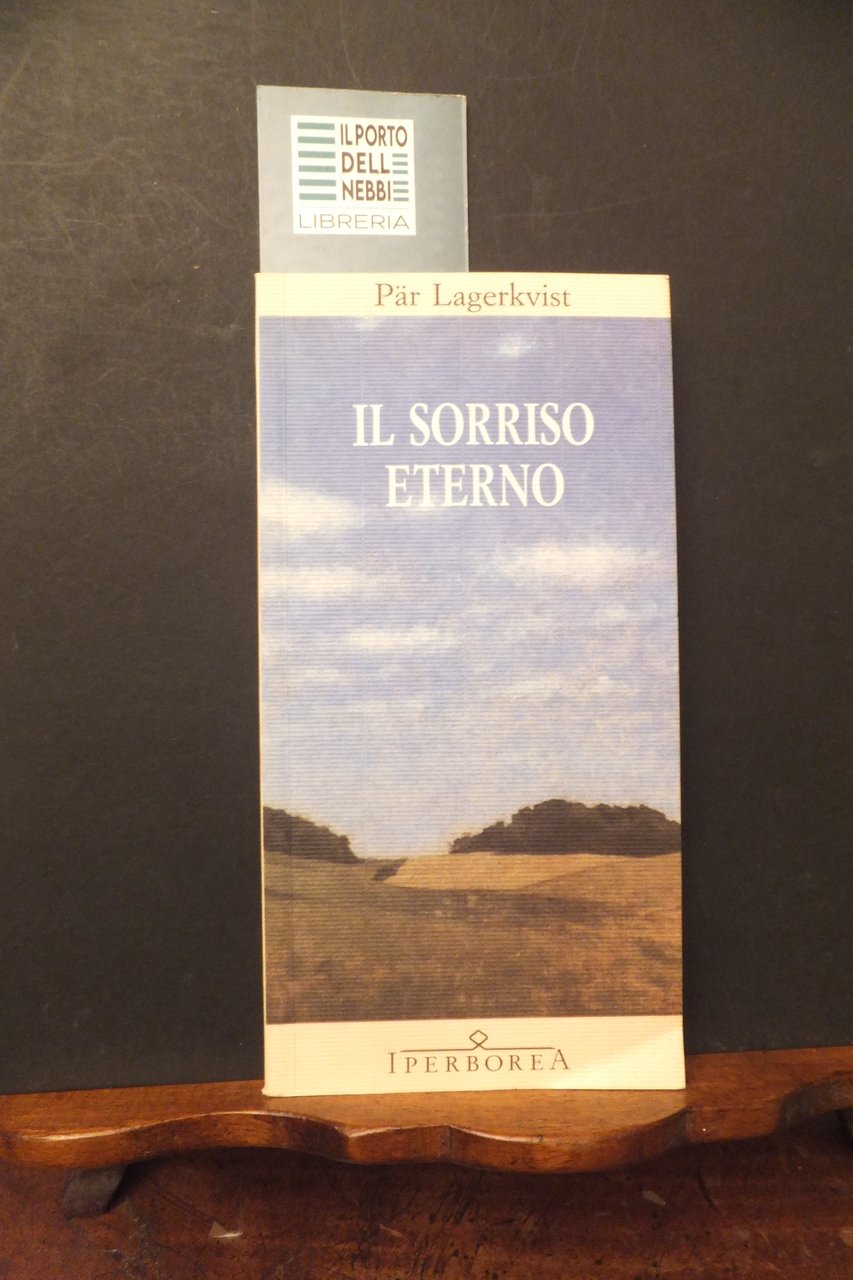 IL PORTO
DELL
NEBBI
LIBRERIA
Pär Lagerkvist
IL SORRISO
ETERNO
IPERBOREA